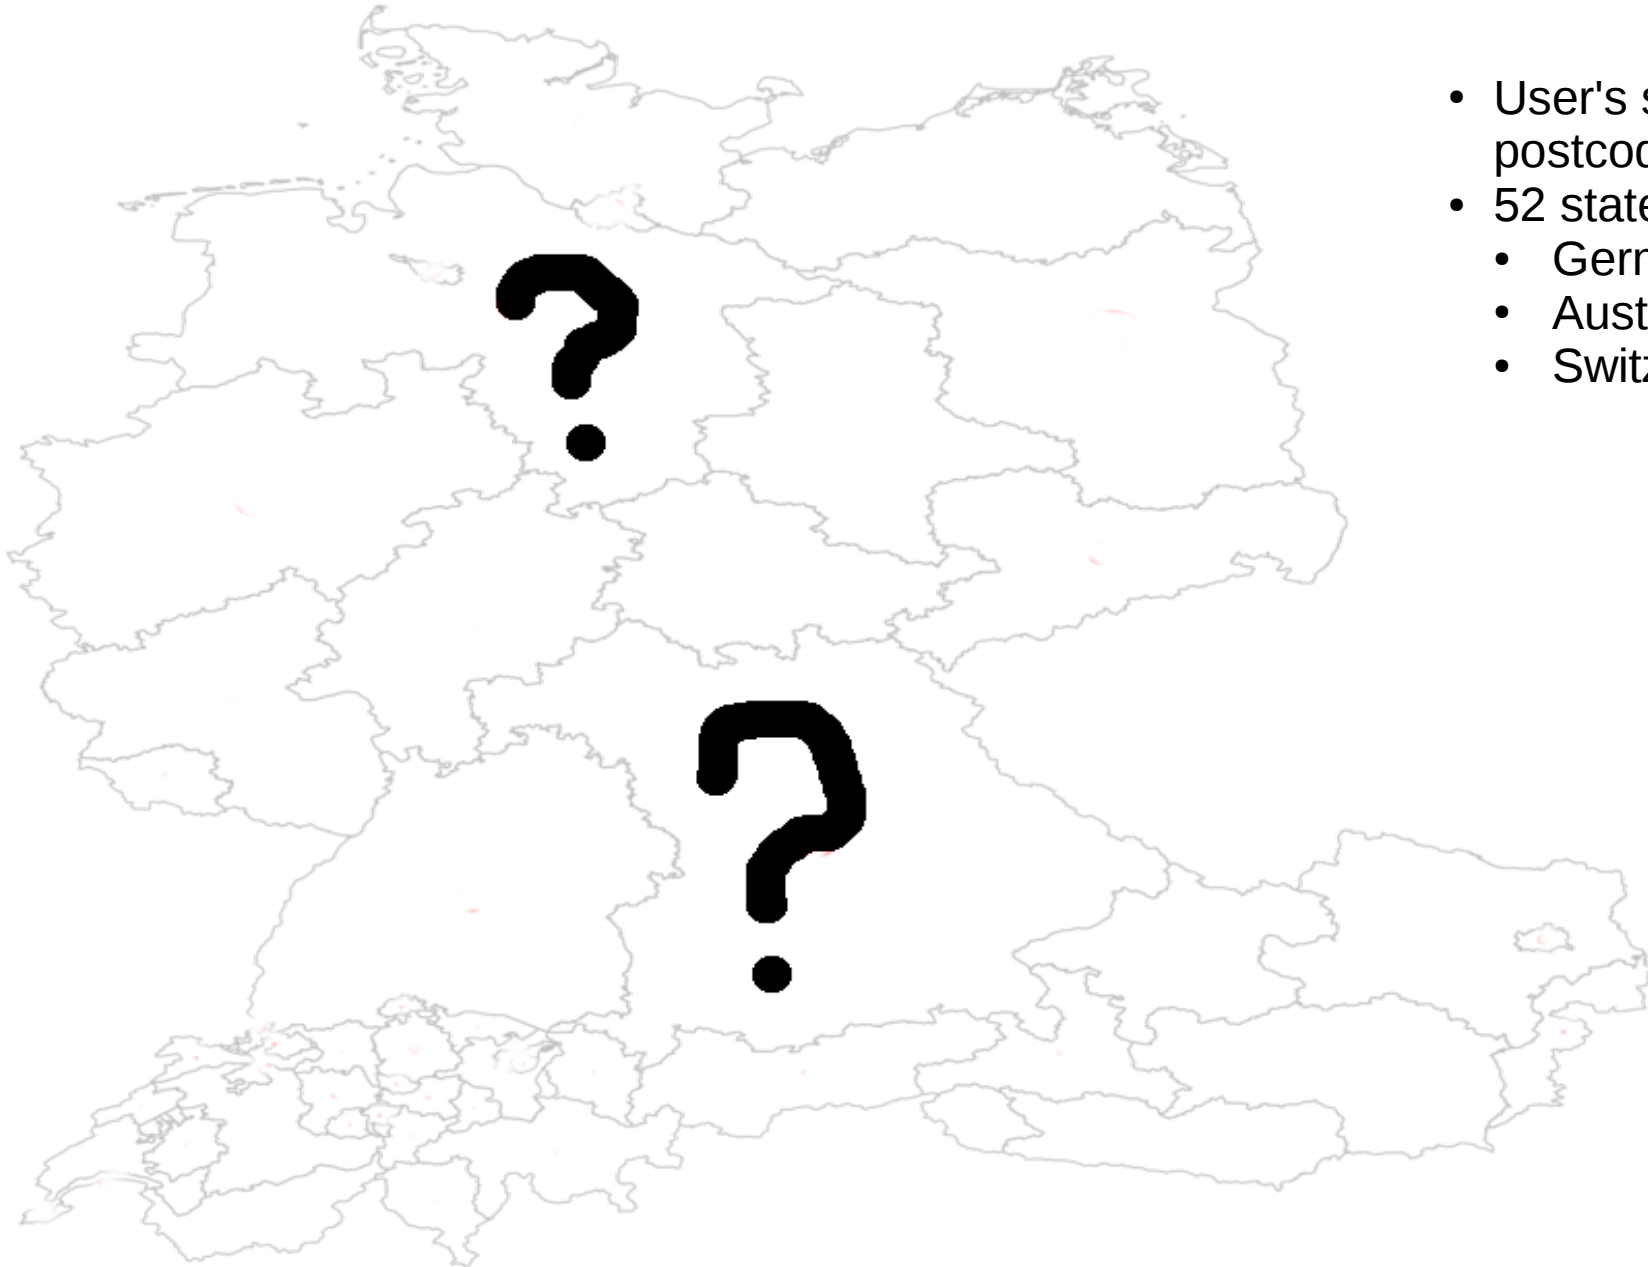 • User's
postcod
• 52 state
• Gern
• Aust
• Switz
?
?